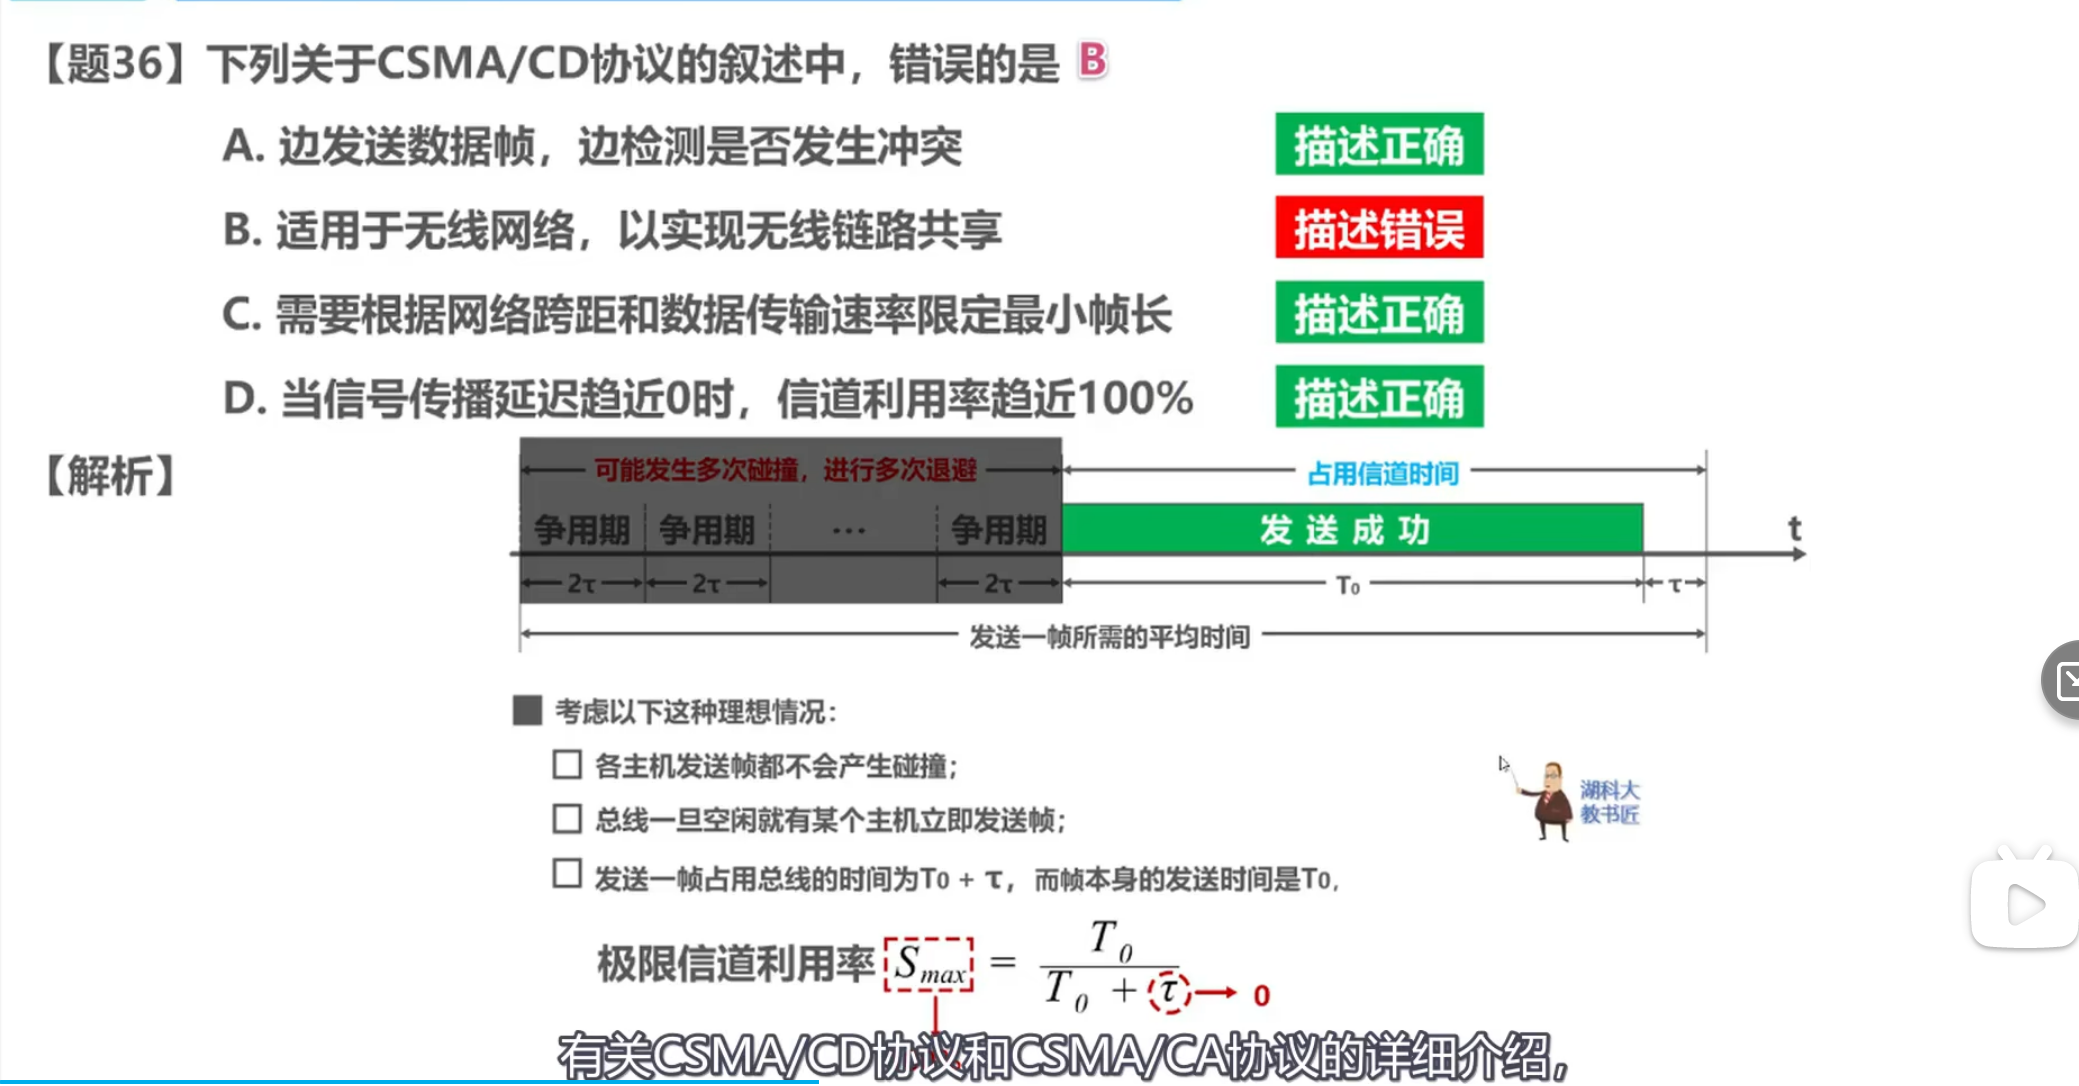 【题36】下列关于CSMA/CD协议的叙述中，错误的是 B
A. 边发送数据帧，边检测是否发生冲突 描述正确
B. 适用于无线网络，以实现无线链路共享 描述错误
C. 需要根据网络跨距和数据传输速率限定最小帧长 描述正确
D. 当信号传播延迟趋近0时，信道利用率趋近100% 描述正确
【解析】
可能发生多次碰撞，进行多次退避 占用信道时间
争用期 争用期 … 争用期 发送成功 t
2τ 2τ 2τ T₀ τ
发送一帧所需的平均时间
考虑以下这种理想情况：
各主机发送帧都不会产生碰撞；
总线一旦空闲就有某个主机立即发送帧；
湖科大
教书匠
发送一帧占用总线的时间为T₀ + τ，而帧本身的发送时间是T₀.
极限信道利用率 S_max = T₀ / (T₀ + τ) → 0
有关CSMA/CD协议和CSMA/CA协议的详细介绍，